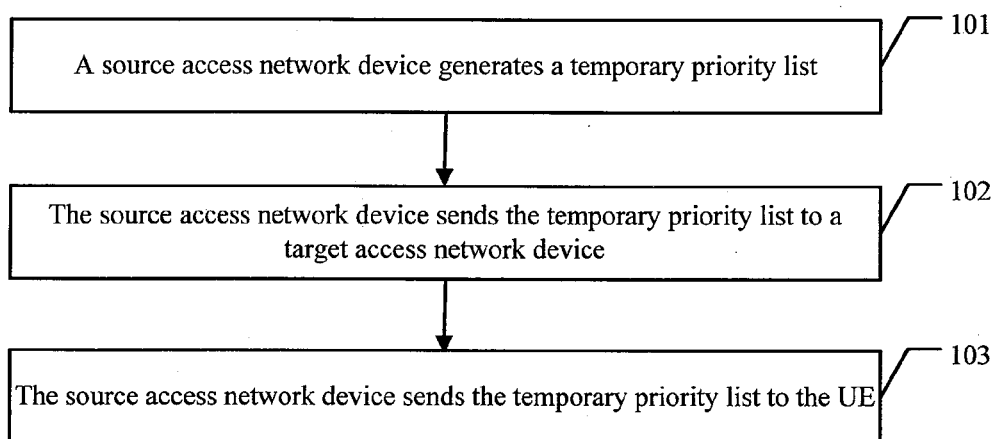 101
A source access network device generates a temporary priority list
102
The source access network device sends the temporary priority list to a
target access network device
103
The source access network device sends the temporary priority list to the UE